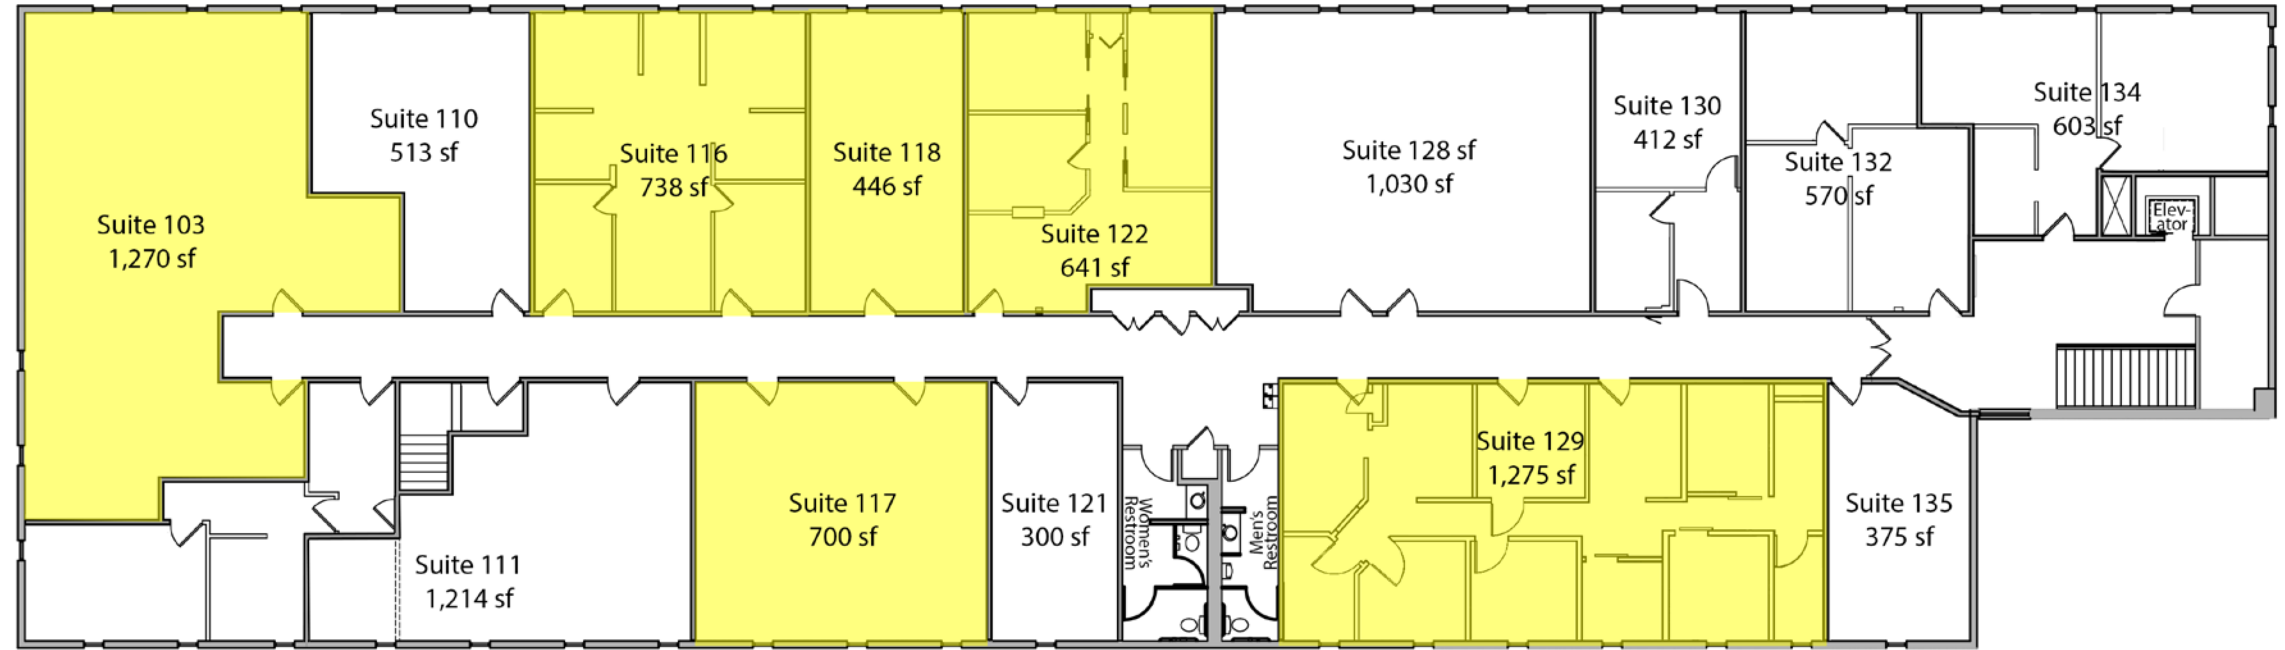 Suite 103
1,270 sf
Suite 110
513 sf
Suite 116
738 sf
Suite 118
446 sf
Suite 122
641 sf
Suite 128 sf
1,030 sf
Suite 130
412 sf
Suite 132
570 sf
Suite 134
603 sf
Elev-
ator
Suite 111
1,214 sf
Suite 117
700 sf
Suite 121
300 sf
Women's
Restroom
Men's
Restroom
Suite 129
1,275 sf
Suite 135
375 sf